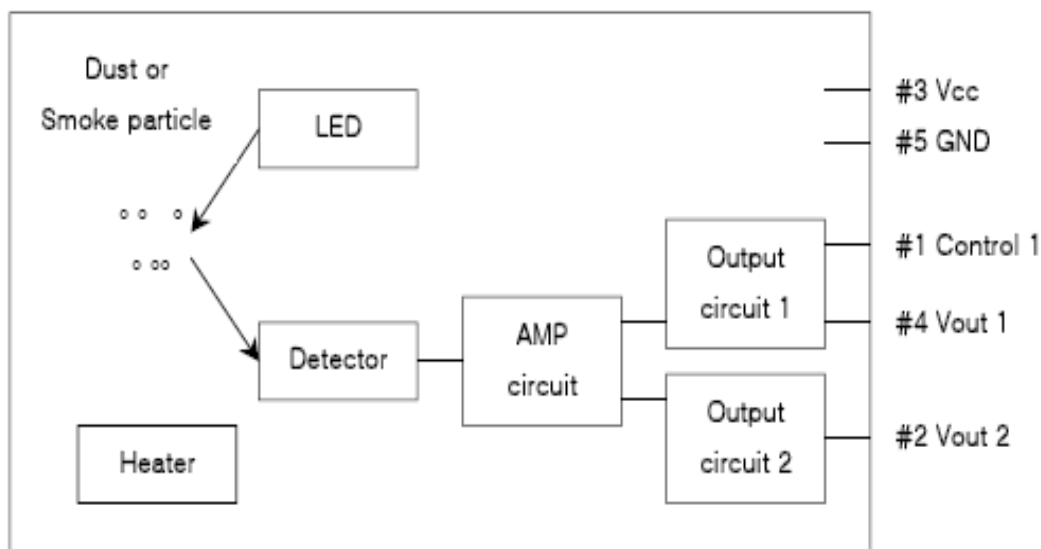 Dust or
Smoke particle
LED
#3 Vcc
#5 GND
Output
circuit 1
#1 Control 1
#4 Vout 1
AMP
circuit
Detector
Output
circuit 2
#2 Vout 2
Heater